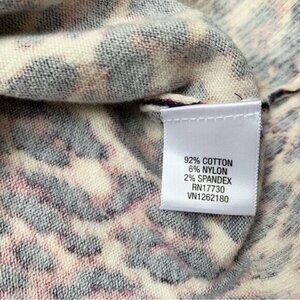 92% COTTON
6% NYLON
2% SPANDEX
RN17730
VN1262180